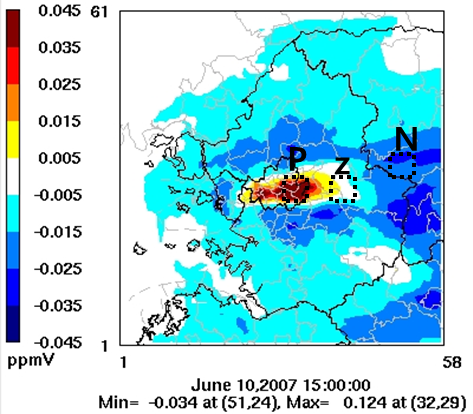 0.045
0.035
0.025
0.015
0.005
-0.005
-0.015
-0.025
-0.035
-0.045
ppmV
61
1
1
58
P
Z
N
June 10,2007 15:00:00
Min= -0.034 at (51,24), Max= 0.124 at (32,29)